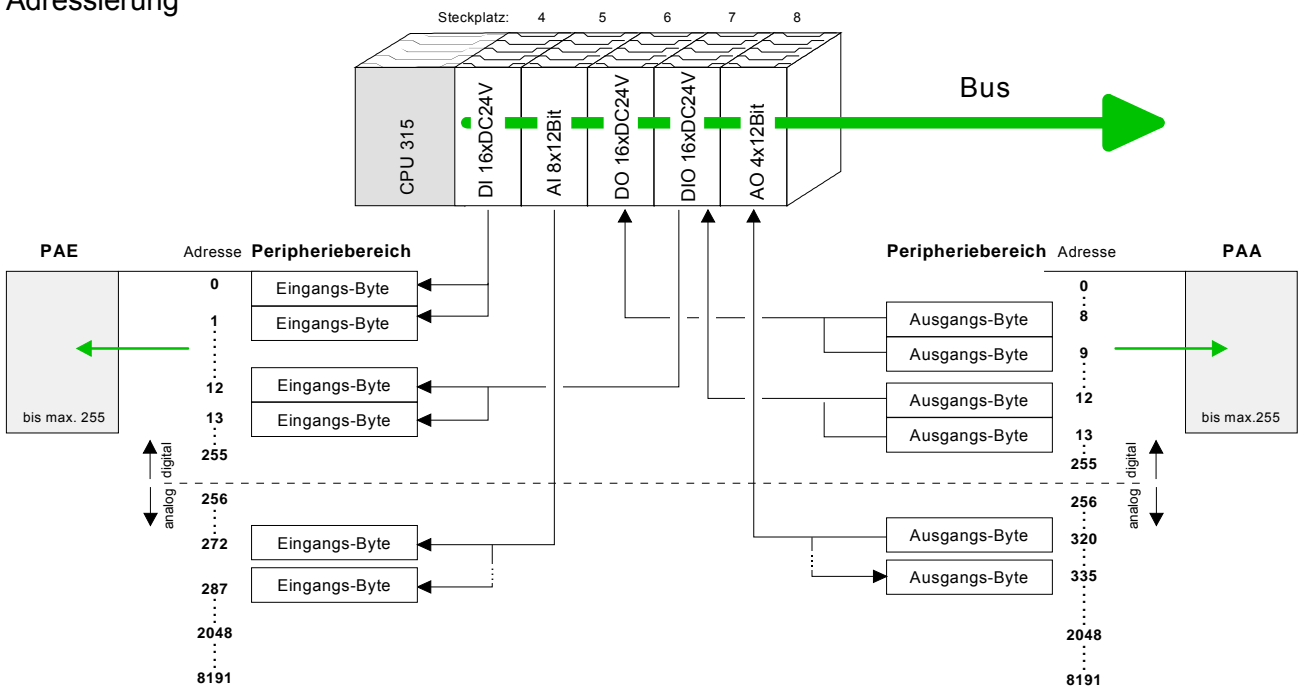 Adressierung
Steckplatz: 4 5 6 7 8
CPU 315
DI 16xDC24V
AI 8x12Bit
DO 16xDC24V
DIO 16xDC24V
AO 4x12Bit
Bus
PAE Adresse Peripheriebereich
0 Eingangs-Byte
1 Eingangs-Byte
12 Eingangs-Byte
13 Eingangs-Byte
bis max. 255
255
digital
analog
256
272 Eingangs-Byte
287 Eingangs-Byte
2048
8191
Peripheriebereich Adresse PAA
0
Ausgangs-Byte 8
Ausgangs-Byte 9
Ausgangs-Byte 12
Ausgangs-Byte 13
bis max.255
255
digital
analog
256
Ausgangs-Byte 320
Ausgangs-Byte 335
2048
8191